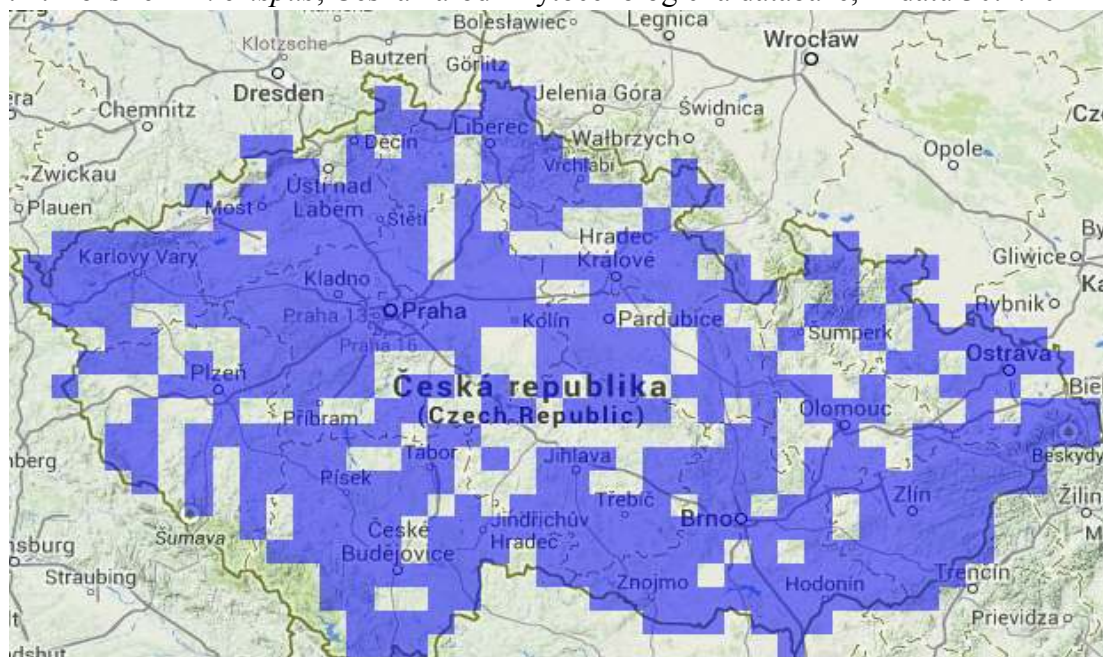 Bolesławiec
Legnica
Klotzsche
Bautzen
Görlitz
Wrocław
Dresden
Jelenia Góra
Chemnitz
Świdnica
Liberec
Děčín
Wałbrzych
Opole
Zwickau
Vrchlabí
Ústí nad
Labem
Plauen
Most
Štětí
Hradec
Králové
Karlovy Vary
Gliwice
Kladno
Rybnik
Praha
Praha 13
Kolín
Pardubice
Šumperk
Praha 16
Ostrava
Plzeň
Česká republika
(Czech Republic)
Příbram
Olomouc
Tábor
Jihlava
Beskydy
Písek
Třebíč
Zlín
Brno
Šumava
České
Budějovice
Jindřichův
Hradec
Straubing
Znojmo
Hodonín
Trenčín
Prievidza